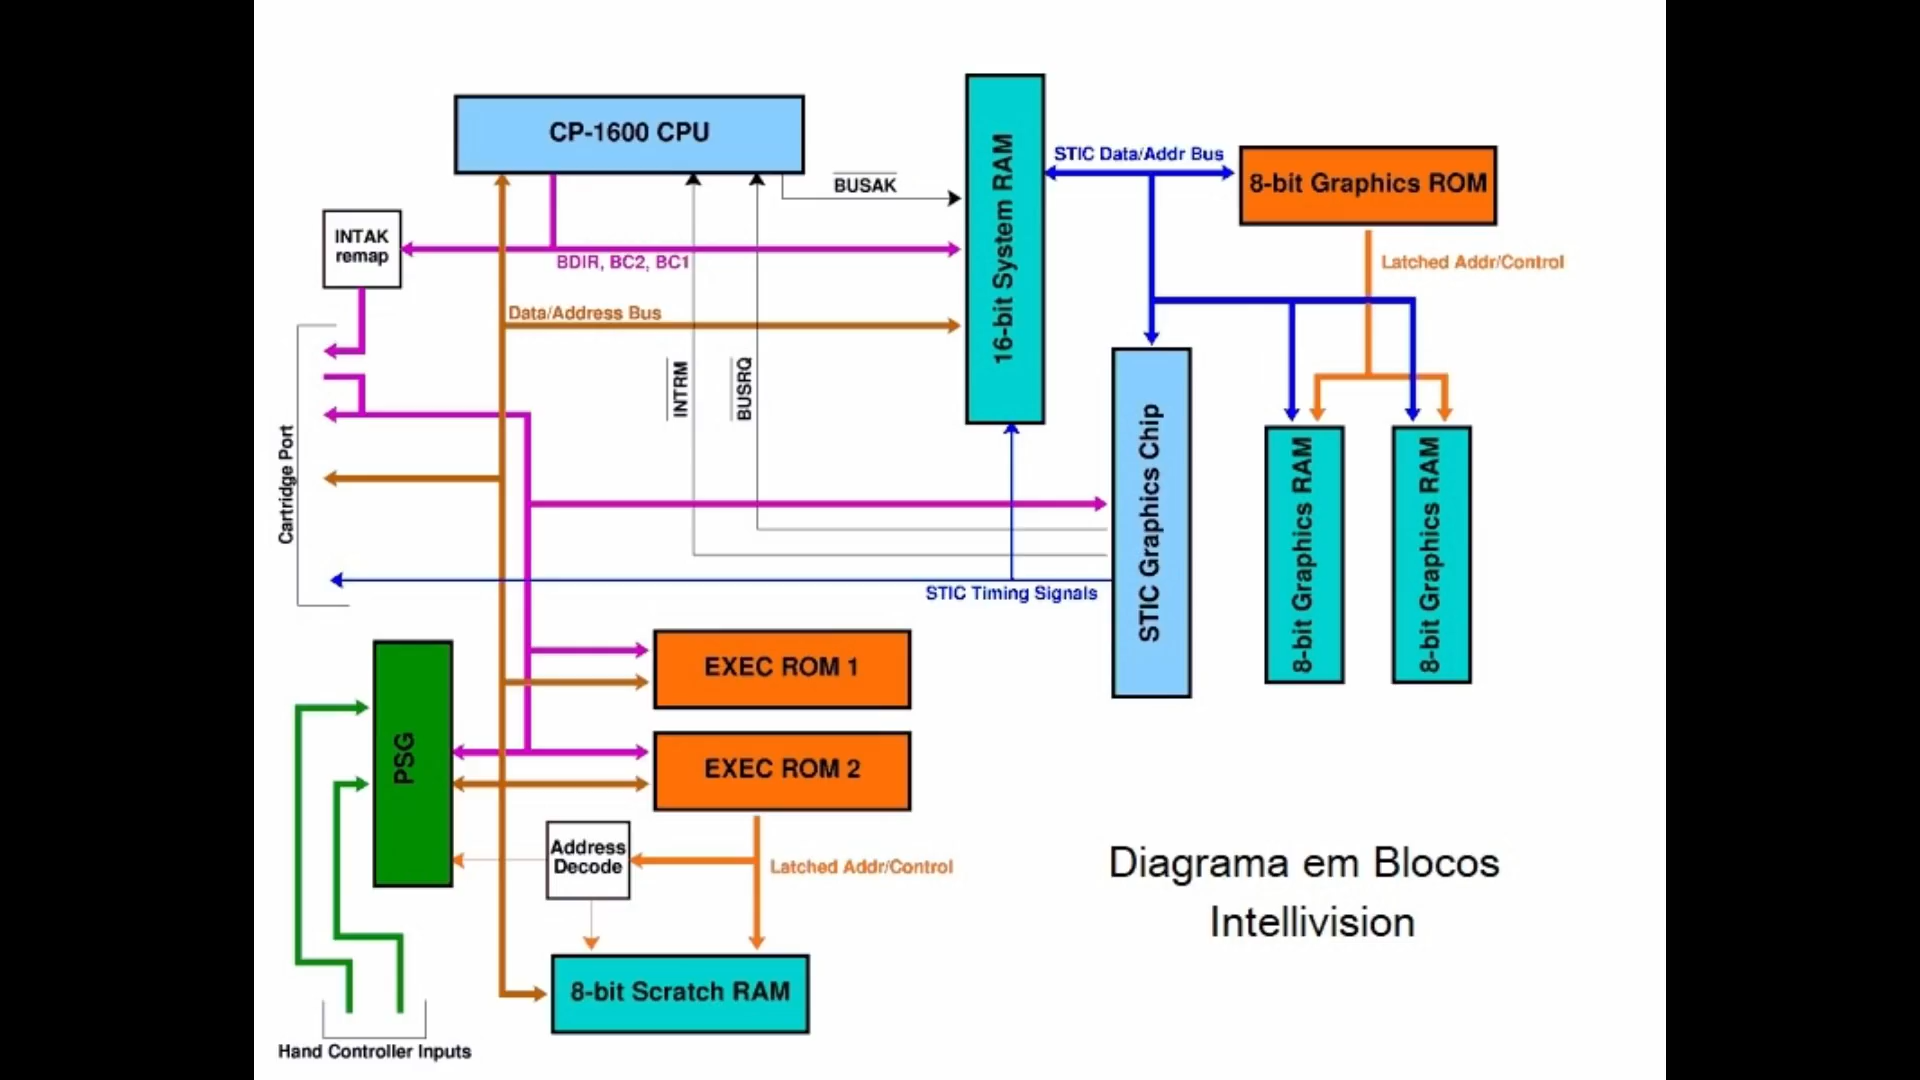 CP-1600 CPU
16-bit System RAM
STIC Data/Addr Bus
8-bit Graphics ROM
BUSAK
INTAK
remap
BDIR, BC2, BC1
Latched Addr/Control
Data/Address Bus
INTRM
BUSRQ
Cartridge Port
STIC Graphics Chip
8-bit Graphics RAM
8-bit Graphics RAM
STIC Timing Signals
EXEC ROM 1
PSG
EXEC ROM 2
Address
Decode
Latched Addr/Control
Diagrama em Blocos
Intellivision
8-bit Scratch RAM
Hand Controller Inputs